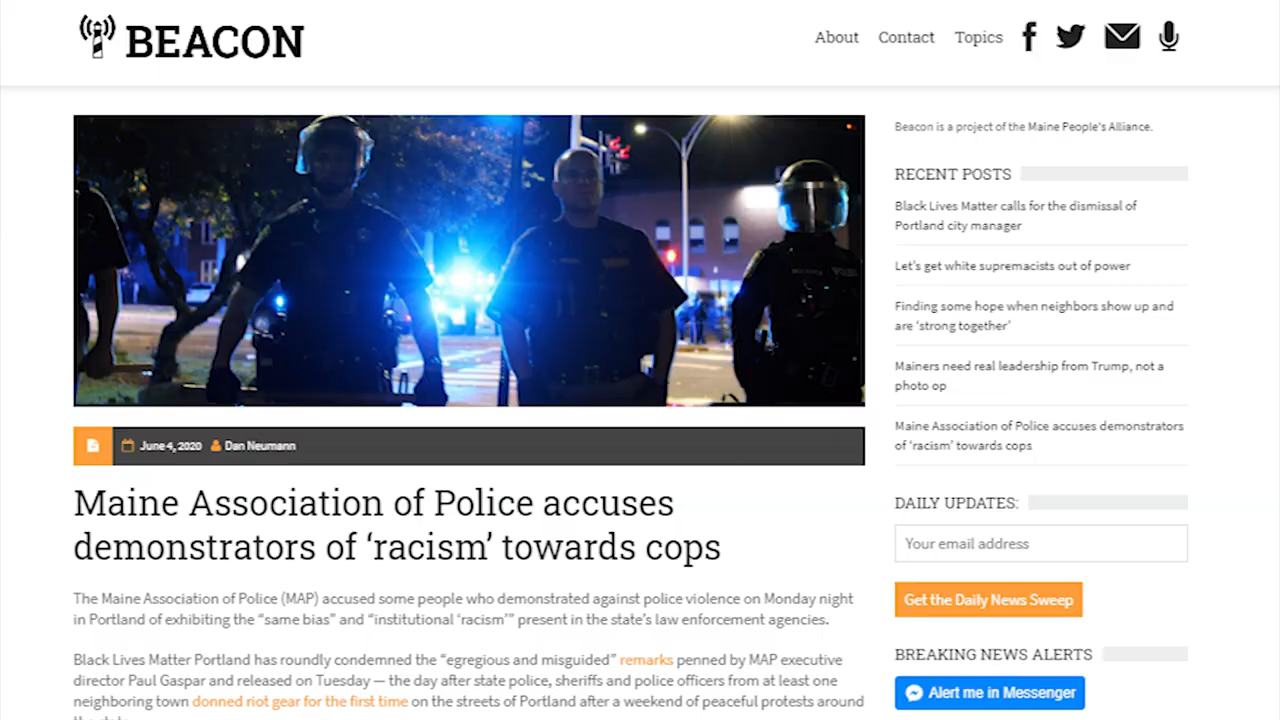 BEACON
About Contact Topics
Beacon is a project of the Maine People's Alliance.
RECENT POSTS
Black Lives Matter calls for the dismissal of
Portland city manager
Let's get white supremacists out of power
Finding some hope when neighbors show up and
are ‘strong together’
Mainers need real leadership from Trump, not a
photo op
Maine Association of Police accuses demonstrators
of ‘racism’ towards cops
DAILY UPDATES:
Your email address
Get the Daily News Sweep
BREAKING NEWS ALERTS
Alert me in Messenger
June 4, 2020 Dan Neumann
Maine Association of Police accuses
demonstrators of ‘racism’ towards cops
The Maine Association of Police (MAP) accused some people who demonstrated against police violence on Monday night
in Portland of exhibiting the “same bias” and “institutional ‘racism’” present in the state’s law enforcement agencies.
Black Lives Matter Portland has roundly condemned the “egregious and misguided” remarks penned by MAP executive
director Paul Gaspar and released on Tuesday — the day after state police, sheriffs and police officers from at least one
neighboring town donned riot gear for the first time on the streets of Portland after a weekend of peaceful protests around